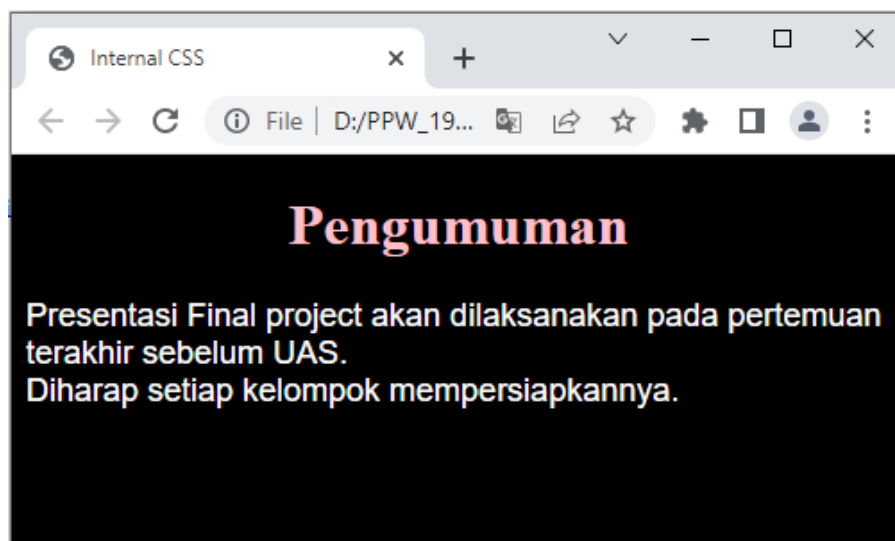 Internal CSS
File D:/PPW_19...
Pengumuman
Presentasi Final project akan dilaksanakan pada pertemuan
terakhir sebelum UAS.
Diharap setiap kelompok mempersiapkannya.